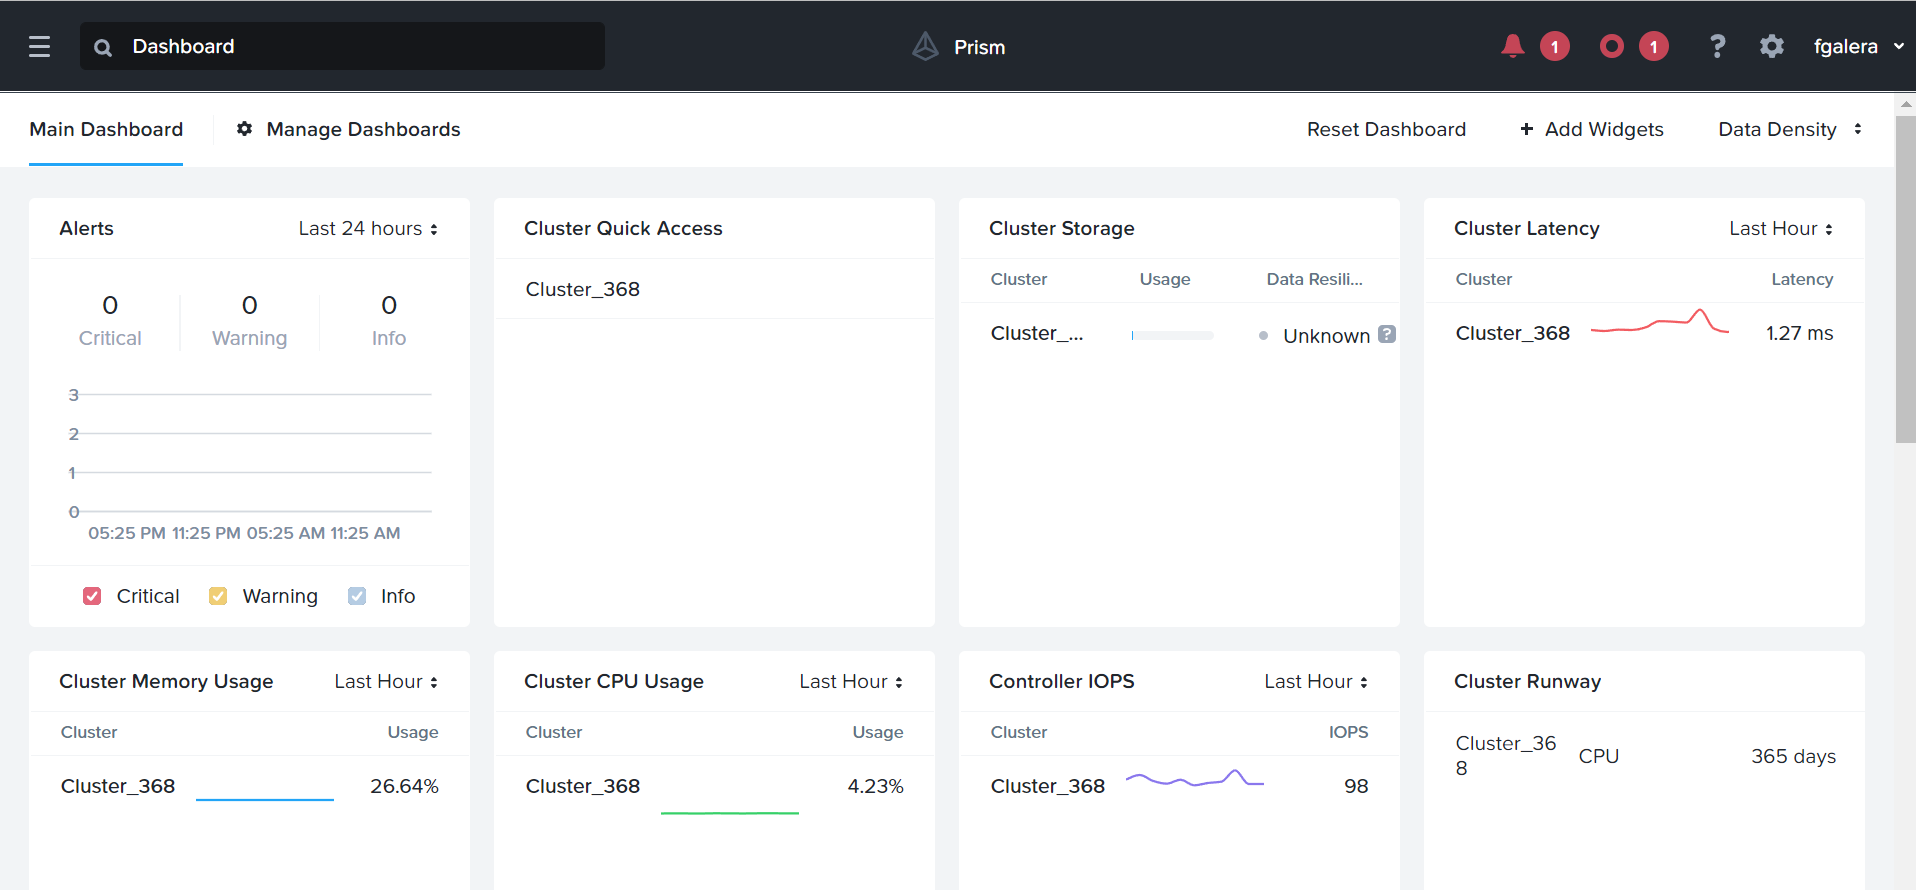 Dashboard
Prism
1
1
?
fgalera
Main Dashboard
Manage Dashboards
Reset Dashboard
+ Add Widgets
Data Density
Alerts
Last 24 hours
0
0
0
Critical
Warning
Info
3
2
1
0
05:25 PM 11:25 PM 05:25 AM 11:25 AM
Critical
Warning
Info
Cluster Quick Access
Cluster_368
Cluster Storage
Cluster
Usage
Data Resili...
Cluster_...
Unknown ?
Cluster Latency
Last Hour
Cluster
Latency
Cluster_368
1.27 ms
Cluster Memory Usage
Last Hour
Cluster
Usage
Cluster_368
26.64%
Cluster CPU Usage
Last Hour
Cluster
Usage
Cluster_368
4.23%
Controller IOPS
Last Hour
Cluster
IOPS
Cluster_368
98
Cluster Runway
Cluster_36
8
CPU
365 days